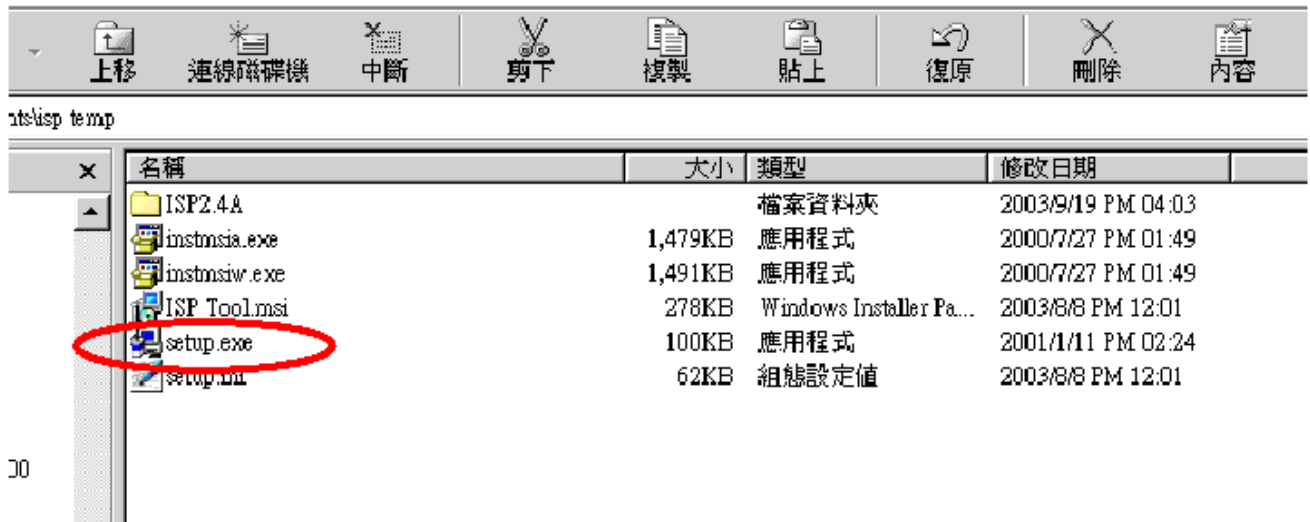 上移 連線磁碟機 中斷 剪下 複製 貼上 復原 刪除 內容
nts\isp temp
名稱 大小 類型 修改日期
ISP2.4A 檔案資料夾 2003/9/19 PM 04:03
instmsia.exe 1,479KB 應用程式 2000/7/27 PM 01:49
instmsiw.exe 1,491KB 應用程式 2000/7/27 PM 01:49
ISP Tool.msi 278KB Windows Installer Pa... 2003/8/8 PM 12:01
setup.exe 100KB 應用程式 2001/1/11 PM 02:24
setup.ini 62KB 組態設定值 2003/8/8 PM 12:01
00